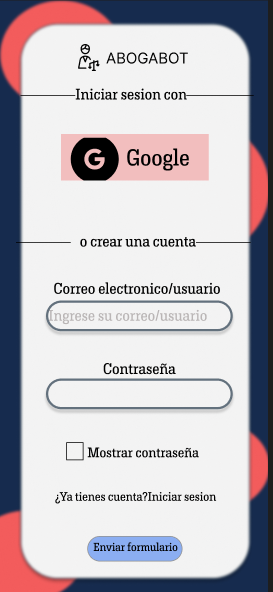 ABOGABOT
Iniciar sesion con
G Google
o crear una cuenta
Correo electronico/usuario
Ingrese su correo/usuario
Contraseña
Mostrar contraseña
¿Ya tienes cuenta?Iniciar sesion
Enviar formulario